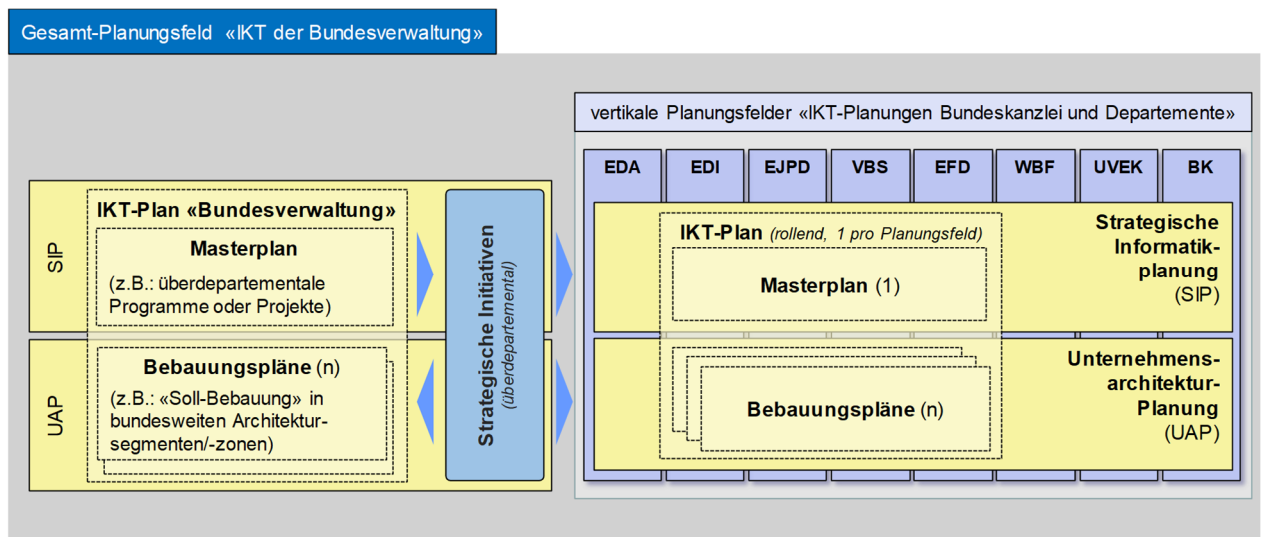 Gesamt-Planungsfeld «IKT der Bundesverwaltung»
vertikale Planungsfelder «IKT-Planungen Bundeskanzlei und Departemente»
EDA EDI EJPD VBS EFD WBF UVEK BK
SIP
IKT-Plan «Bundesverwaltung»
Masterplan
(z.B.: überdepartementale
Programme oder Projekte)
UAP
Bebauungspläne (n)
(z.B.: «Soll-Bebauung» in
bundesweiten Architektur-
segmenten/-zonen)
Strategische Initiativen
(überdepartemental)
IKT-Plan (rollend, 1 pro Planungsfeld)
Masterplan (1)
Strategische
Informatik-
planung
(SIP)
Bebauungspläne (n)
Unternehmens-
architektur-
Planung
(UAP)